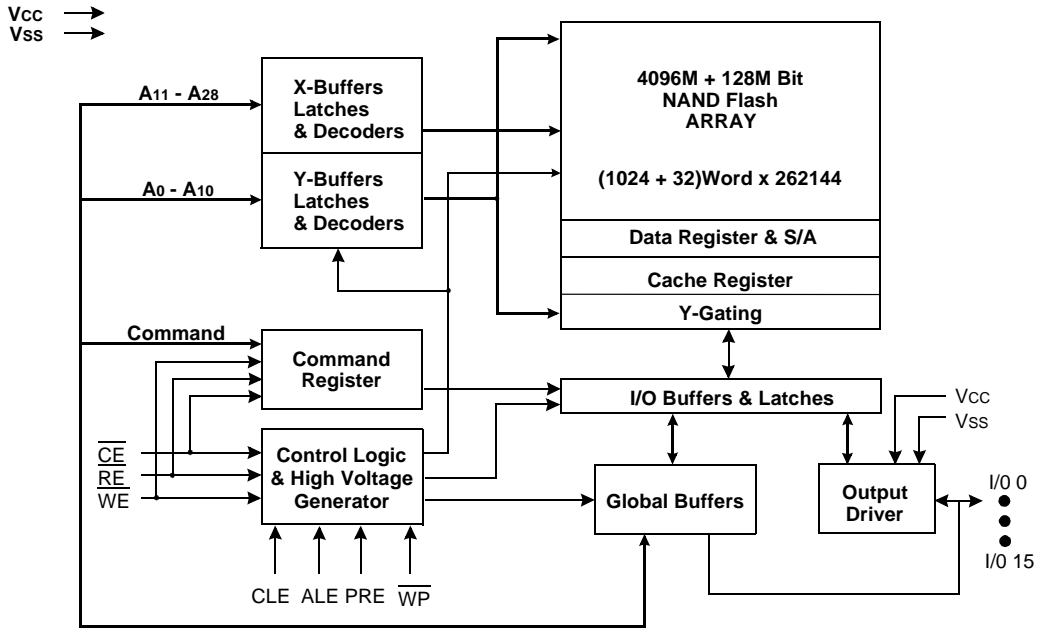 VCC
VSS
A11 - A28
X-Buffers
Latches
& Decoders
A0 - A10
Y-Buffers
Latches
& Decoders
4096M + 128M Bit
NAND Flash
ARRAY
(1024 + 32)Word x 262144
Data Register & S/A
Cache Register
Y-Gating
Command
Command
Register
I/O Buffers & Latches
VCC
VSS
CE
RE
WE
Control Logic
& High Voltage
Generator
Global Buffers
Output
Driver
I/0 0
I/0 15
CLE ALE PRE WP